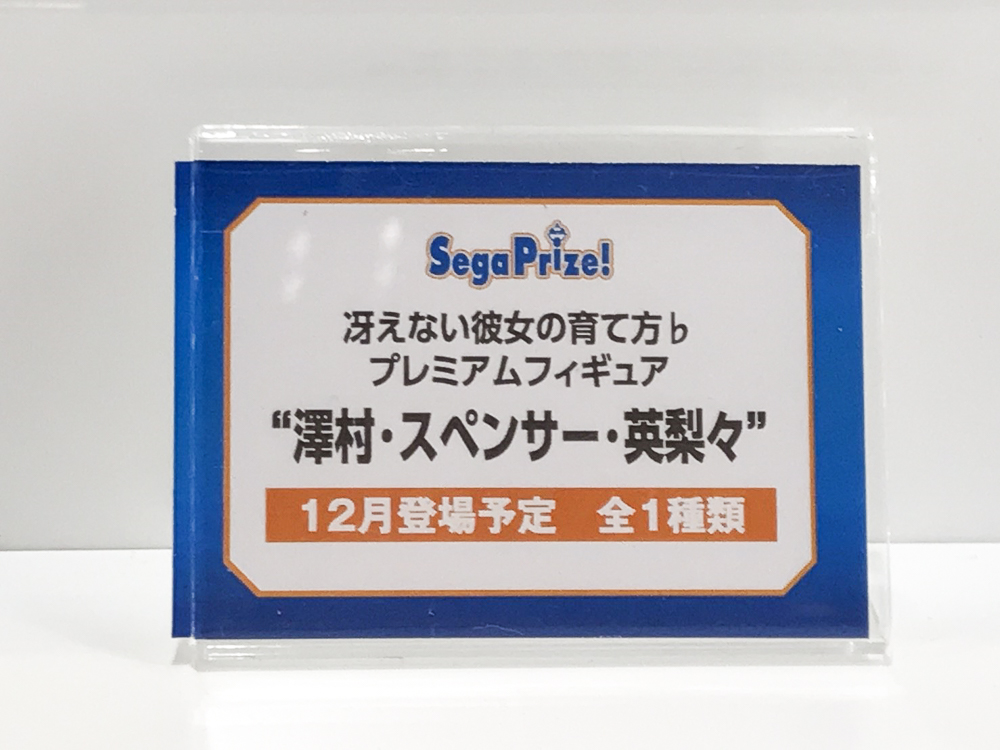 SegaPrize!
冴えない彼女の育て方♭
プレミアムフィギュア
“澤村・スペンサー・英梨々”
12月登場予定　全1種類